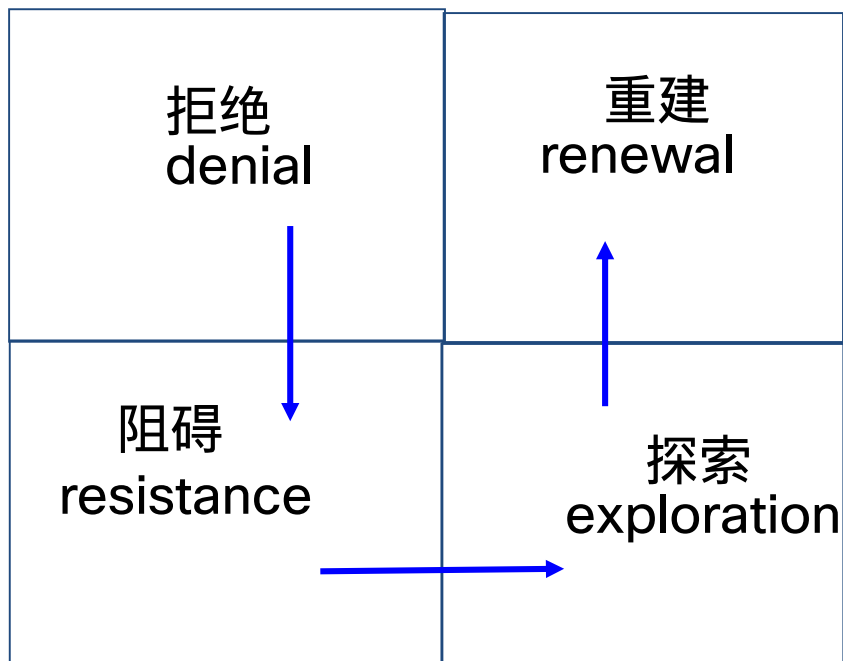 拒绝
denial
重建
renewal
阻碍
resistance
探索
exploration